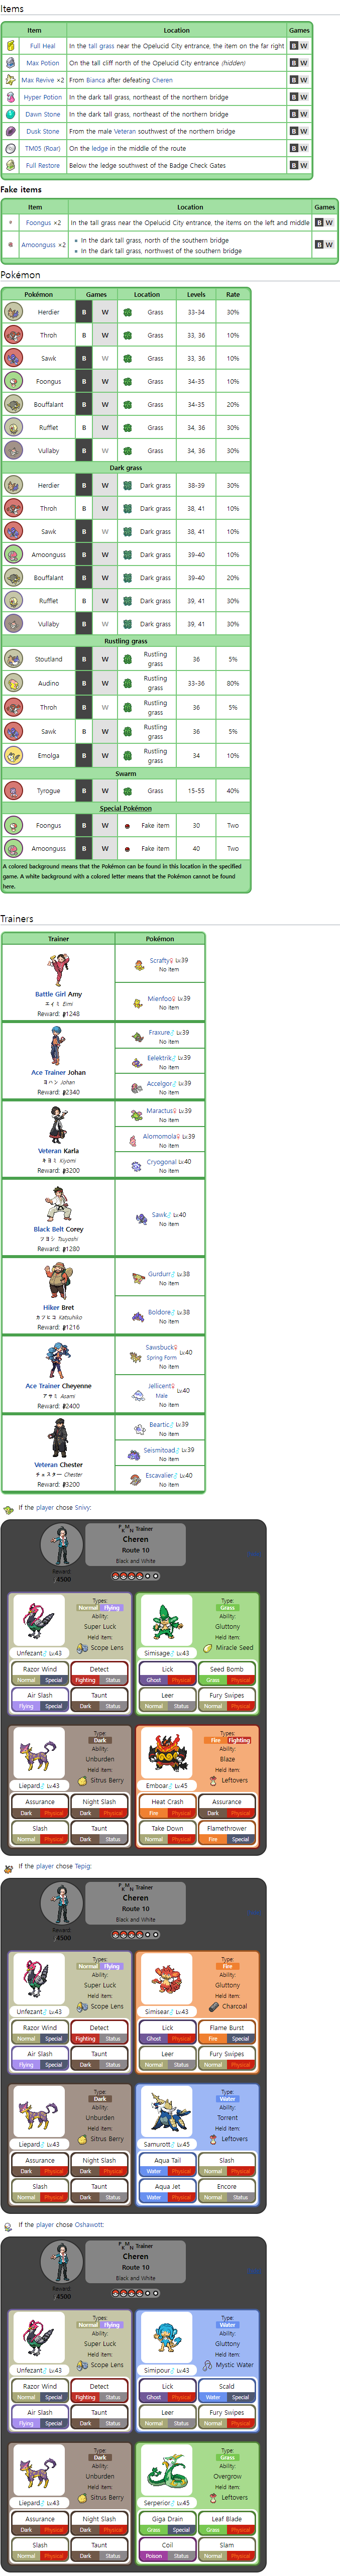 Items
Item Location Games
Full Heal In the tall grass near the Opelucid City entrance, the item on the far right B W
Max Potion On the tall cliff north of the Opelucid City entrance (hidden) B W
Max Revive ×2 From Bianca after defeating Cheren B W
Hyper Potion In the dark tall grass, northeast of the northern bridge B W
Dawn Stone In the dark tall grass, northeast of the northern bridge B W
Dusk Stone From the male Veteran southwest of the northern bridge B W
TM05 (Roar) On the ledge in the middle of the route B W
Full Restore Below the ledge southwest of the Badge Check Gates B W
Fake items
Item Location Games
Foongus ×2 In the tall grass near the Opelucid City entrance, the items on the left and middle B W
Amoonguss ×2
In the dark tall grass, north of the southern bridge
In the dark tall grass, northwest of the southern bridge
B W
Pokémon
Pokémon Games Location Levels Rate
Herdier B W Grass 33-34 30%
Throh B W Grass 33, 36 10%
Sawk B W Grass 33, 36 10%
Foongus B W Grass 34-35 10%
Bouffalant B W Grass 34-35 20%
Rufflet B W Grass 34, 36 30%
Vullaby B W Grass 34, 36 30%
Dark grass
Herdier B W Dark grass 38-39 30%
Throh B W Dark grass 38, 41 10%
Sawk B W Dark grass 38, 41 10%
Amoonguss B W Dark grass 39-40 10%
Bouffalant B W Dark grass 39-40 20%
Rufflet B W Dark grass 39, 41 30%
Vullaby B W Dark grass 39, 41 30%
Rustling grass
Stoutland B W Rustling grass 36 5%
Audino B W Rustling grass 33-36 80%
Throh B W Rustling grass 36 5%
Sawk B W Rustling grass 36 5%
Emolga B W Rustling grass 34 10%
Swarm
Tyrogue B W Grass 15-55 40%
Special Pokémon
Foongus B W Fake item 30 Two
Amoonguss B W Fake item 40 Two
A colored background means that the Pokémon can be found in this location in the specified
game. A white background with a colored letter means that the Pokémon cannot be found
here.
Trainers
Trainer Pokémon
Battle Girl Amy
エイミ Eimi
Reward: 1248
Scrafty♀ Lv.39
No item
Mienfoo♀ Lv.39
No item
Ace Trainer Johan
ヨハン Johan
Reward: 2340
Fraxure♂ Lv.39
No item
Eelektrik♂ Lv.39
No item
Accelgor♂ Lv.39
No item
Veteran Karla
キヨミ Kiyomi
Reward: 3200
Maractus♀ Lv.39
No item
Alomomola♀ Lv.39
No item
Cryogonal Lv.40
No item
Black Belt Corey
ツヨシ Tsuyoshi
Reward: 1280
Sawk♂ Lv.40
No item
Hiker Bret
カツヒコ Katsuhiko
Reward: 1216
Gurdurr♂ Lv.38
No item
Boldore♂ Lv.38
No item
Ace Trainer Cheyenne
アサミ Asami
Reward: 2400
Sawsbuck♀ Lv.40
Spring Form
No item
Jellicent♀ Lv.40
Male
No item
Veteran Chester
チェスター Chester
Reward: 3200
Beartic♂ Lv.39
No item
Seismitoad♂ Lv.39
No item
Escavalier♂ Lv.40
No item
If the player chose Snivy:
PKMN Trainer
Cheren
Route 10
Black and White
Reward:
4500
Unfezant♂ Lv.43
Types:
Normal Flying
Ability:
Super Luck
Held item:
Scope Lens
Razor Wind
Normal Special
Detect
Fighting Status
Air Slash
Flying Special
Taunt
Dark Status
Simisage♂ Lv.43
Type:
Grass
Ability:
Gluttony
Held item:
Miracle Seed
Lick
Ghost Physical
Seed Bomb
Grass Physical
Leer
Normal Status
Fury Swipes
Normal Physical
Liepard♂ Lv.43
Type:
Dark
Ability:
Unburden
Held item:
Sitrus Berry
Assurance
Dark Physical
Night Slash
Dark Physical
Slash
Normal Physical
Taunt
Dark Status
Emboar♂ Lv.45
Types:
Fire Fighting
Ability:
Blaze
Held item:
Leftovers
Heat Crash
Fire Physical
Assurance
Dark Physical
Take Down
Normal Physical
Flamethrower
Fire Special
If the player chose Tepig:
PKMN Trainer
Cheren
Route 10
Black and White
Reward:
4500
Unfezant♂ Lv.43
Types:
Normal Flying
Ability:
Super Luck
Held item:
Scope Lens
Razor Wind
Normal Special
Detect
Fighting Status
Air Slash
Flying Special
Taunt
Dark Status
Simisear♂ Lv.43
Type:
Fire
Ability:
Gluttony
Held item:
Charcoal
Lick
Ghost Physical
Flame Burst
Fire Special
Leer
Normal Status
Fury Swipes
Normal Physical
Liepard♂ Lv.43
Type:
Dark
Ability:
Unburden
Held item:
Sitrus Berry
Assurance
Dark Physical
Night Slash
Dark Physical
Slash
Normal Physical
Taunt
Dark Status
Samurott♂ Lv.45
Type:
Water
Ability:
Torrent
Held item:
Leftovers
Aqua Tail
Water Physical
Slash
Normal Physical
Aqua Jet
Water Physical
Encore
Normal Status
If the player chose Oshawott:
PKMN Trainer
Cheren
Route 10
Black and White
Reward:
4500
Unfezant♂ Lv.43
Types:
Normal Flying
Ability:
Super Luck
Held item:
Scope Lens
Razor Wind
Normal Special
Detect
Fighting Status
Air Slash
Flying Special
Taunt
Dark Status
Simipour♂ Lv.43
Type:
Water
Ability:
Gluttony
Held item:
Mystic Water
Lick
Ghost Physical
Scald
Water Special
Leer
Normal Status
Fury Swipes
Normal Physical
Liepard♂ Lv.43
Type:
Dark
Ability:
Unburden
Held item:
Sitrus Berry
Assurance
Dark Physical
Night Slash
Dark Physical
Slash
Normal Physical
Taunt
Dark Status
Serperior♂ Lv.45
Type:
Grass
Ability:
Overgrow
Held item:
Leftovers
Giga Drain
Grass Special
Leaf Blade
Grass Physical
Coil
Poison Status
Slam
Normal Physical